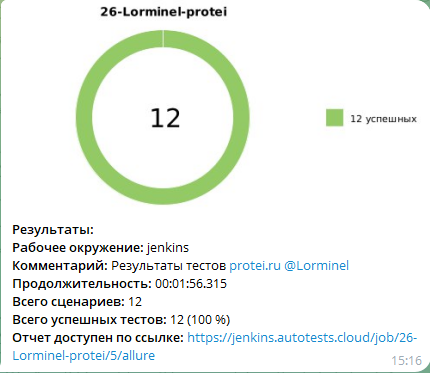 26-Lorminel-protei
12
12 успешных
Результаты:
Рабочее окружение: jenkins
Комментарий: Результаты тестов protei.ru @Lorminel
Продолжительность: 00:01:56.315
Всего сценариев: 12
Всего успешных тестов: 12 (100 %)
Отчет доступен по ссылке: https://jenkins.autotests.cloud/job/26-
Lorminel-protei/5/allure
15:16